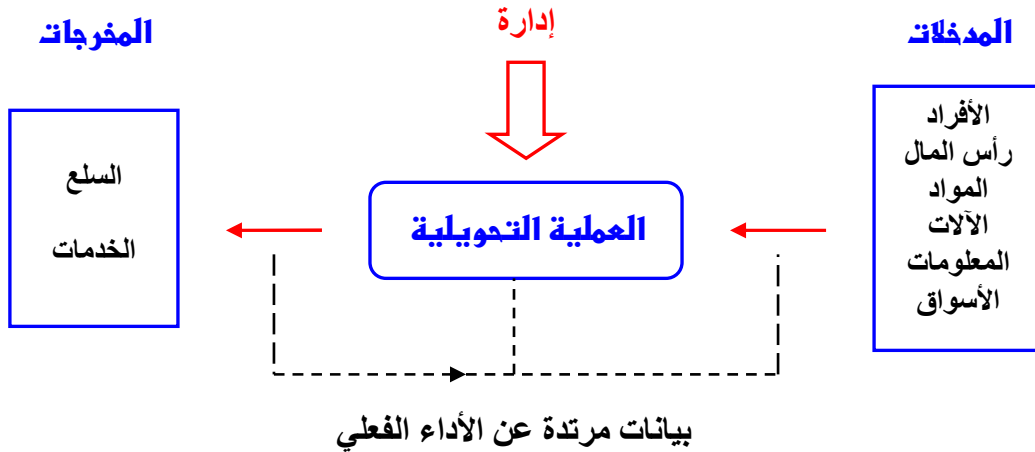 المدخلات
إدارة
المخرجات
الأفراد
رأس المال
المواد
الآلات
المعلومات
الأسواق
العملية التحويلية
السلع
الخدمات
بيانات مرتدة عن الأداء الفعلي